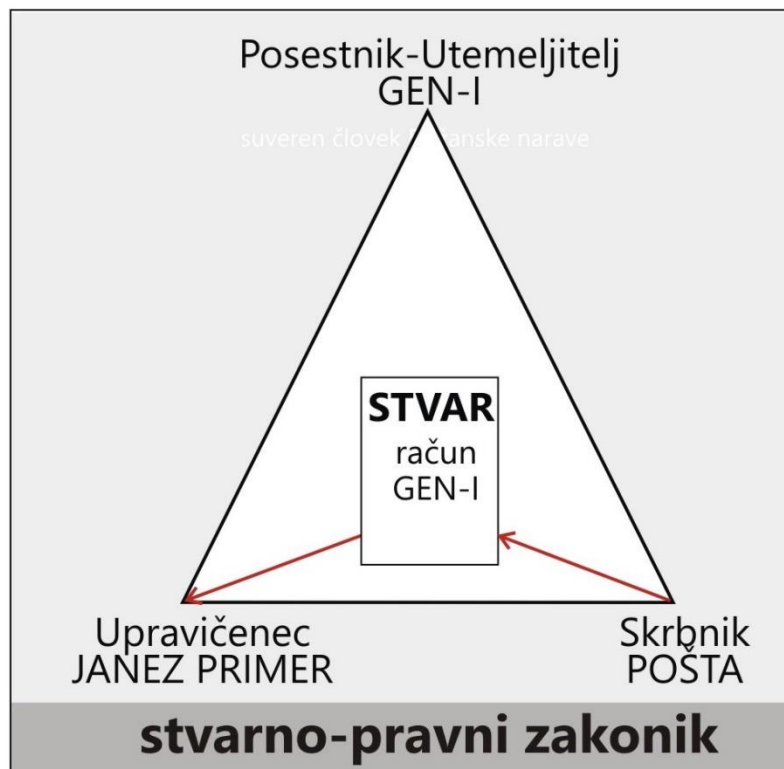 Posestnik-Utemeljitelj
GEN-I
suveren človek narave
STVAR
račun
GEN-I
Upravičenec
JANEZ PRIMER
Skrbnik
POŠTA
stvarno-pravni zakonik